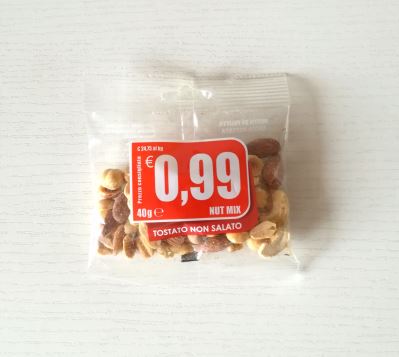 € 24,75 al kg
Prezzo consigliato
€ 0,99
40g ℮
NUT MIX
TOSTATO NON SALATO